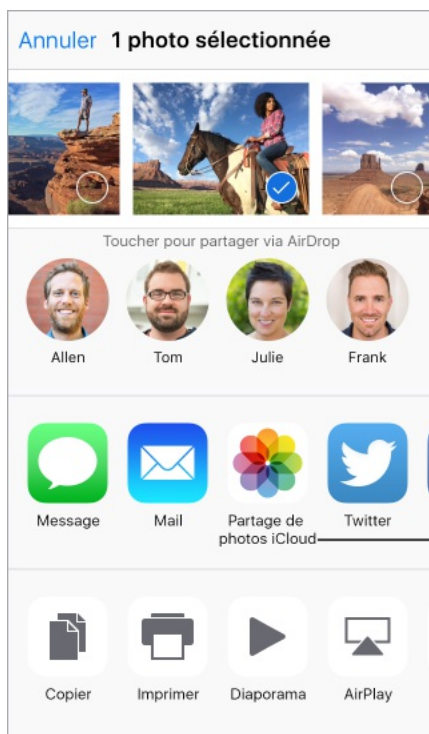 Annuler 1 photo sélectionnée
Toucher pour partager via AirDrop
Allen Tom Julie Frank
Message Mail Partage de Twitter
photos iCloud
Copier Imprimer Diaporama AirPlay